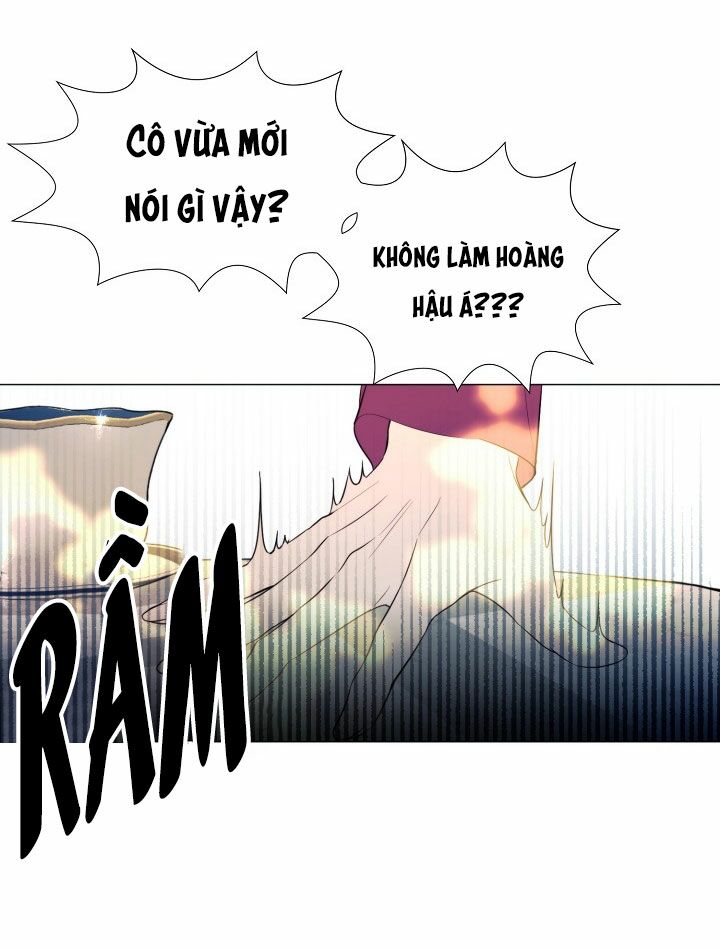 CÔ VỪA MỚI
NÓI GÌ VẬY?
KHÔNG LÀM HOÀNG
HẬU Á???
RẦM